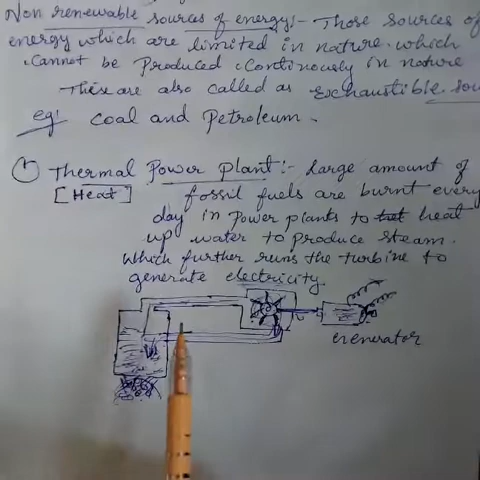 Non renewable sources of energy:- Those sources of
energy which are limited in nature. which
cannot be produced continuously in nature
These are also called as exhaustible sou
eg: coal and Petroleum.
① Thermal Power Plant:- Large amount of
[Heat] fossil fuels are burnt every
day in power plants to heat
up water to produce steam.
which further runs the turbine to
generate electricity.
Generator